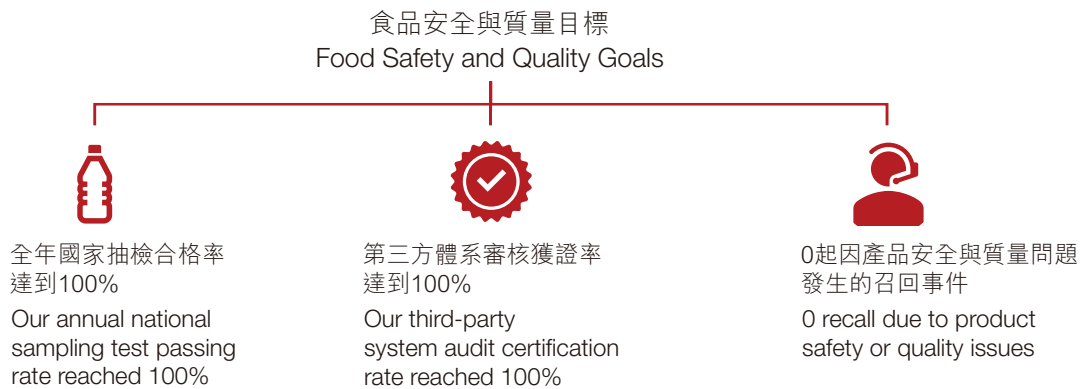 食品安全與質量目標
Food Safety and Quality Goals
全年國家抽檢合格率
達到100%
Our annual national
sampling test passing
rate reached 100%
第三方體系審核獲證率
達到100%
Our third-party
system audit certification
rate reached 100%
0起因產品安全與質量問題
發生的召回事件
0 recall due to product
safety or quality issues